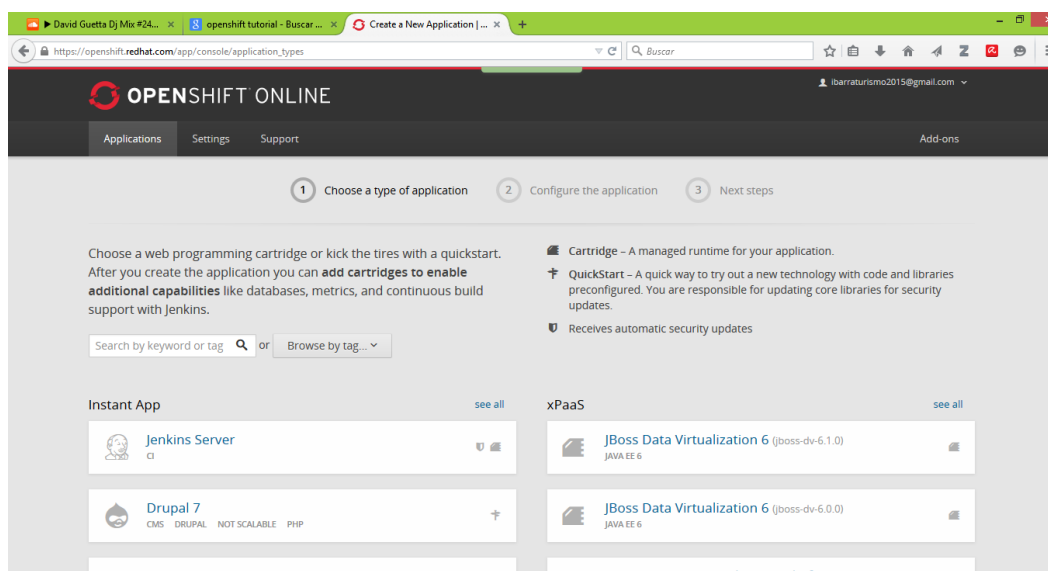 David Guetta Dj Mix #24...
openshift tutorial - Buscar ...
Create a New Application | ...
https://openshift.redhat.com/app/console/application_types
Buscar
OPENSHIFT ONLINE
ibarraturismo2015@gmail.com
Applications
Settings
Support
Add-ons
1 Choose a type of application
2 Configure the application
3 Next steps
Choose a web programming cartridge or kick the tires with a quickstart.
After you create the application you can add cartridges to enable
additional capabilities like databases, metrics, and continuous build
support with Jenkins.
Search by keyword or tag
or
Browse by tag...
Cartridge – A managed runtime for your application.
QuickStart – A quick way to try out a new technology with code and libraries
preconfigured. You are responsible for updating core libraries for security
updates.
Receives automatic security updates
Instant App
see all
Jenkins Server
CI
Drupal 7
CMS DRUPAL NOT SCALABLE PHP
xPaaS
see all
JBoss Data Virtualization 6 (jboss-dv-6.1.0)
JAVA EE 6
JBoss Data Virtualization 6 (jboss-dv-6.0.0)
JAVA EE 6